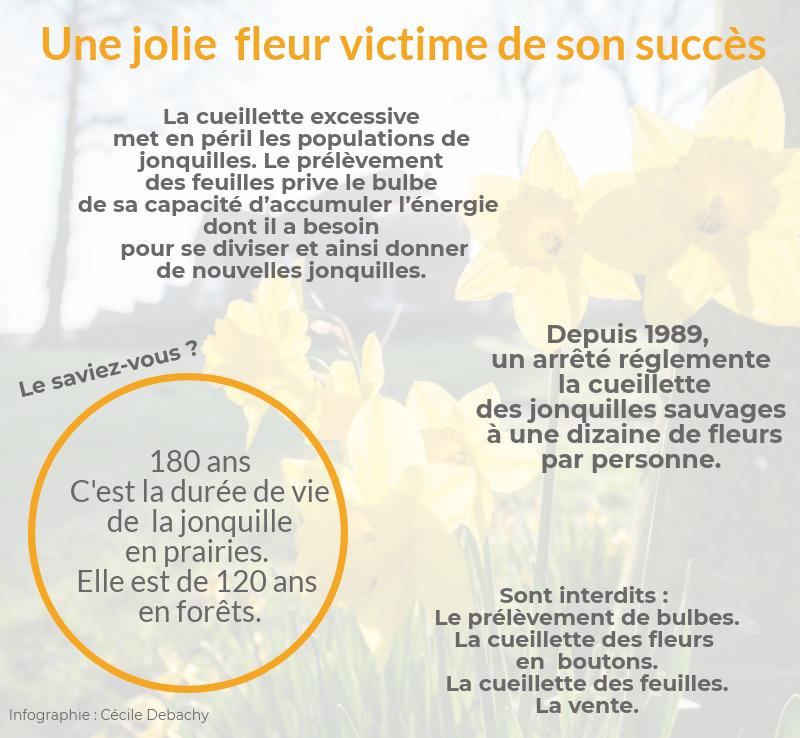 Une jolie  fleur victime de son succès
La cueillette excessive
met en péril les populations de
jonquilles. Le prélèvement
des feuilles prive le bulbe
de sa capacité d’accumuler l’énergie
dont il a besoin
pour se diviser et ainsi donner
de nouvelles jonquilles.
Depuis 1989,
un arrêté réglemente
la cueillette
des jonquilles sauvages
à une dizaine de fleurs
par personne.
Le saviez-vous ?
180 ans
C'est la durée de vie
de  la jonquille
en prairies.
Elle est de 120 ans
en forêts.
Sont interdits :
Le prélèvement de bulbes.
La cueillette des fleurs
en  boutons.
La cueillette des feuilles.
La vente.
Infographie : Cécile Debachy